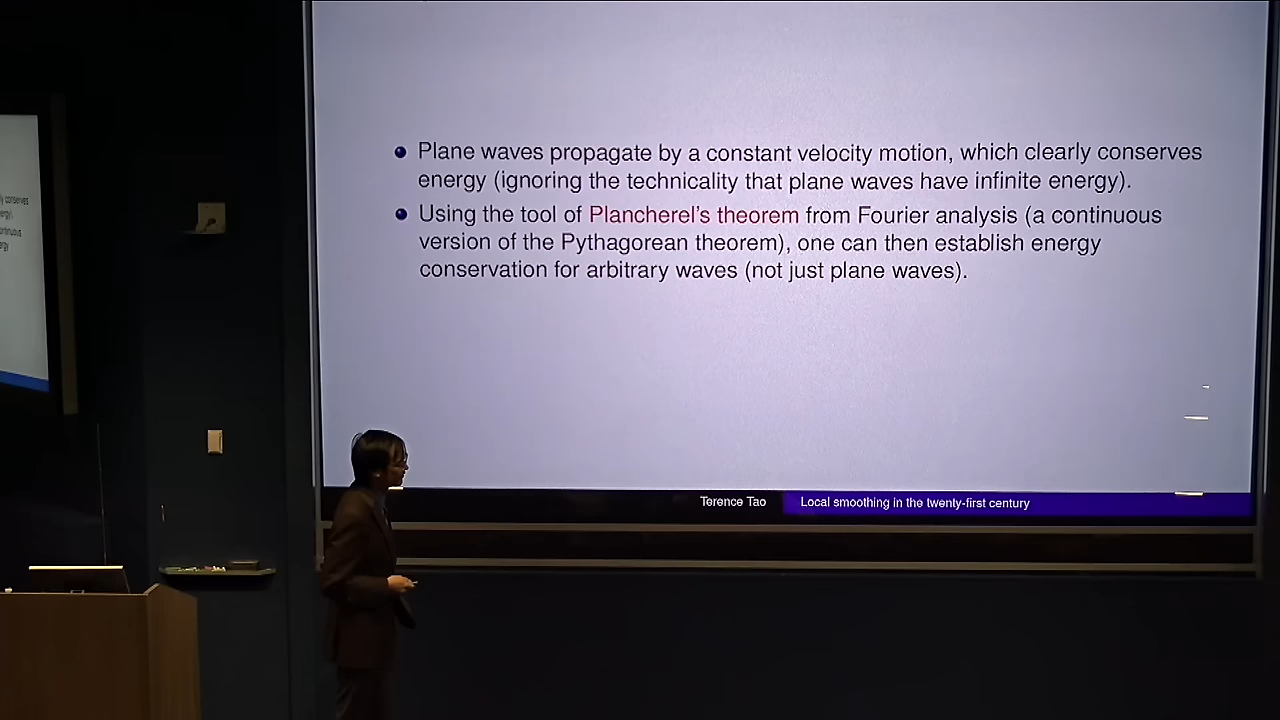 Plane waves propagate by a constant velocity motion, which clearly conserves
energy (ignoring the technicality that plane waves have infinite energy).
Using the tool of Plancherel's theorem from Fourier analysis (a continuous
version of the Pythagorean theorem), one can then establish energy
conservation for arbitrary waves (not just plane waves).
Terence Tao
Local smoothing in the twenty-first century
conserves